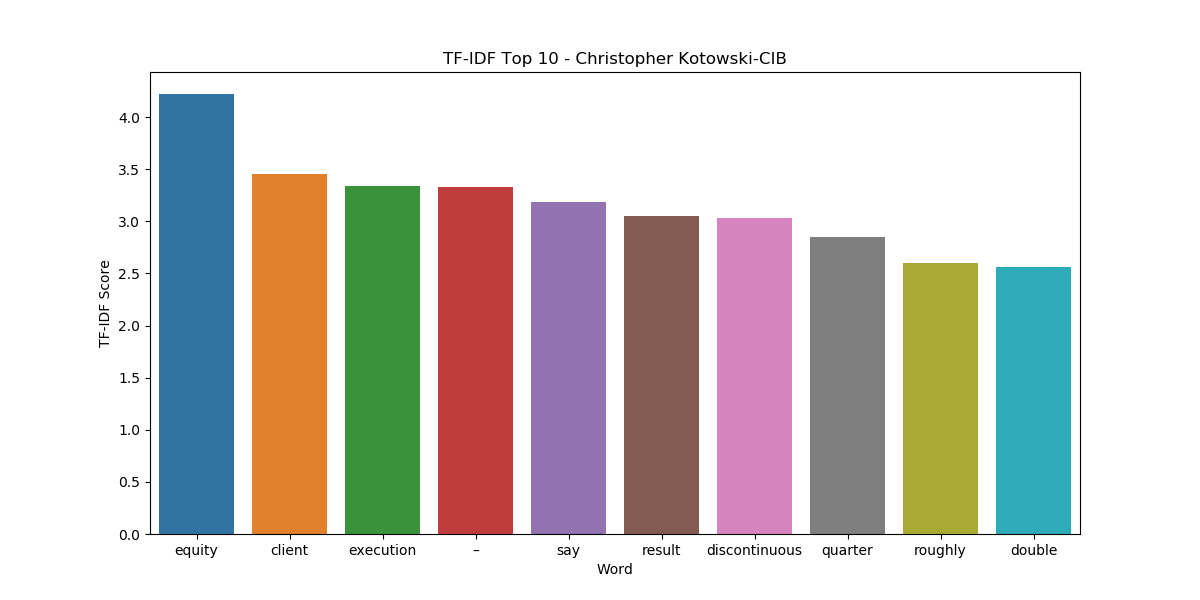 TF-IDF Top 10 - Christopher Kotowski-CIB
TF-IDF Score
4.0
3.5
3.0
2.5
2.0
1.5
1.0
0.5
0.0
equity client execution – say result discontinuous quarter roughly double
Word